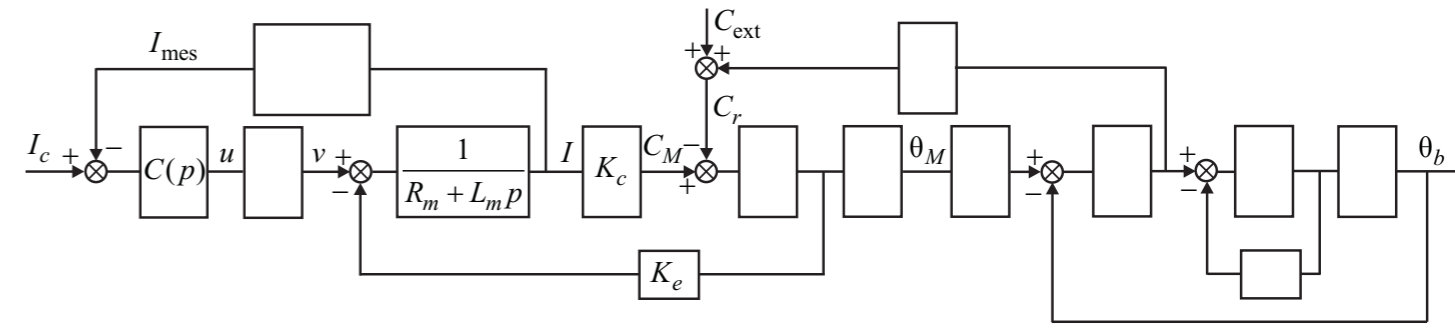 C_ext
+ +
I_mes
C_r
I_c + −
C(p)
u
v + −
1
R_m + L_m p
I
K_c
C_M − +
θ_M
+ −
+ −
θ_b
K_e